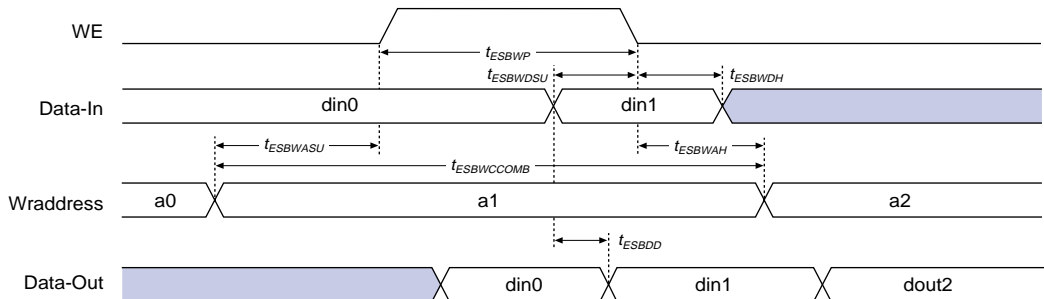 WE
tESBWP
tESBWDSU
tESBWDH
Data-In din0 din1
tESBWASU tESBWAH
tESBWCCOMB
Wraddress a0 a1 a2
tESBDD
Data-Out din0 din1 dout2